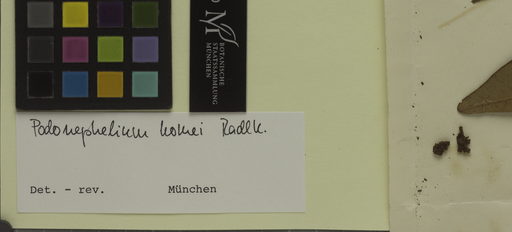 BOTANISCHE
STAATSSAMMLUNG
MÜNCHEN
Podonephelium homei Radlk.
Det. - rev. München